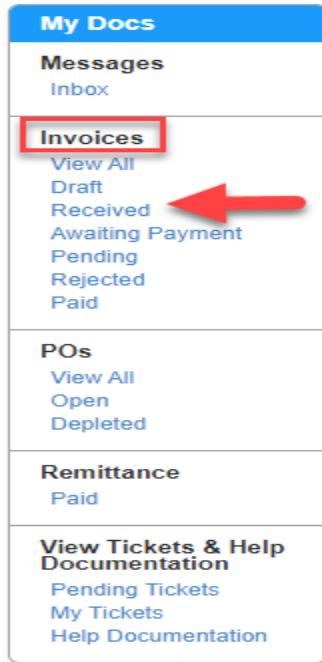 My Docs
Messages
Inbox
Invoices
View All
Draft
Received
Awaiting Payment
Pending
Rejected
Paid
POs
View All
Open
Depleted
Remittance
Paid
View Tickets & Help
Documentation
Pending Tickets
My Tickets
Help Documentation